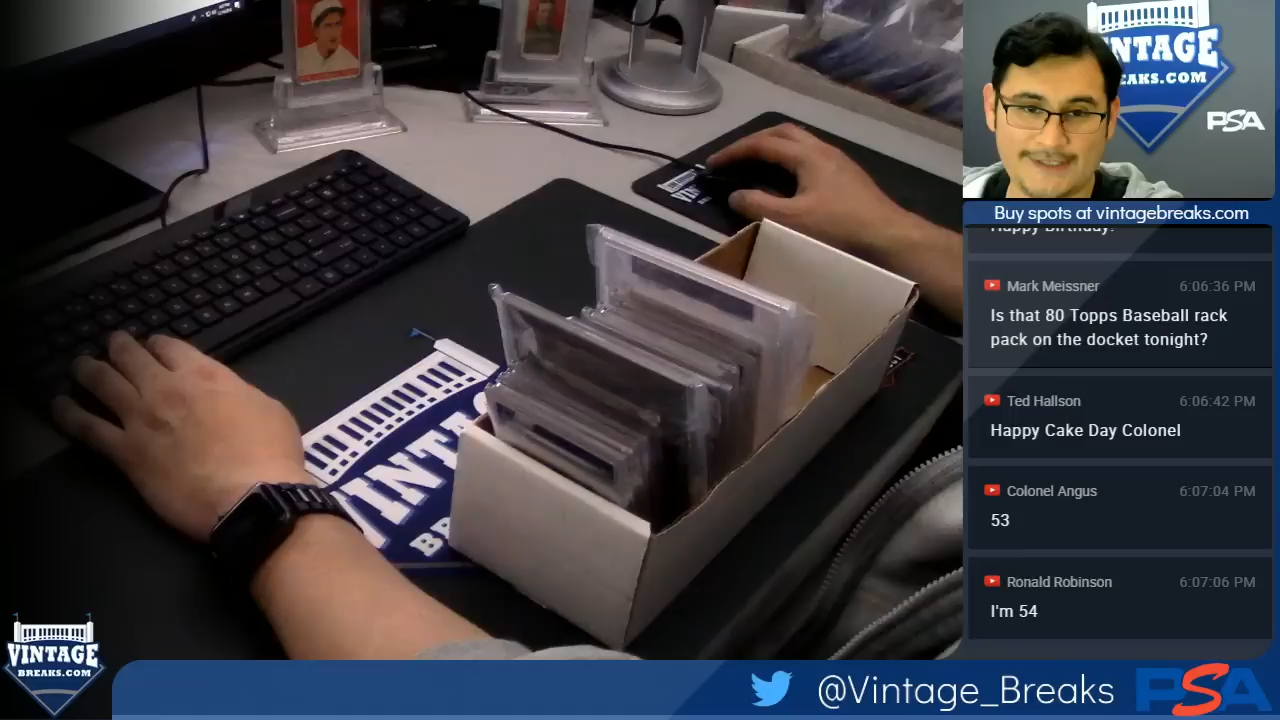 VINTAGE
BREAKS.COM
PSA
Buy spots at vintagebreaks.com
Happy Birthday!
Mark Meissner 6:06:36 PM
Is that 80 Topps Baseball rack
pack on the docket tonight?
Ted Hallson 6:06:42 PM
Happy Cake Day Colonel
Colonel Angus 6:07:04 PM
53
Ronald Robinson 6:07:06 PM
I'm 54
VINTAGE
BREAKS.COM
@Vintage_Breaks
PSA